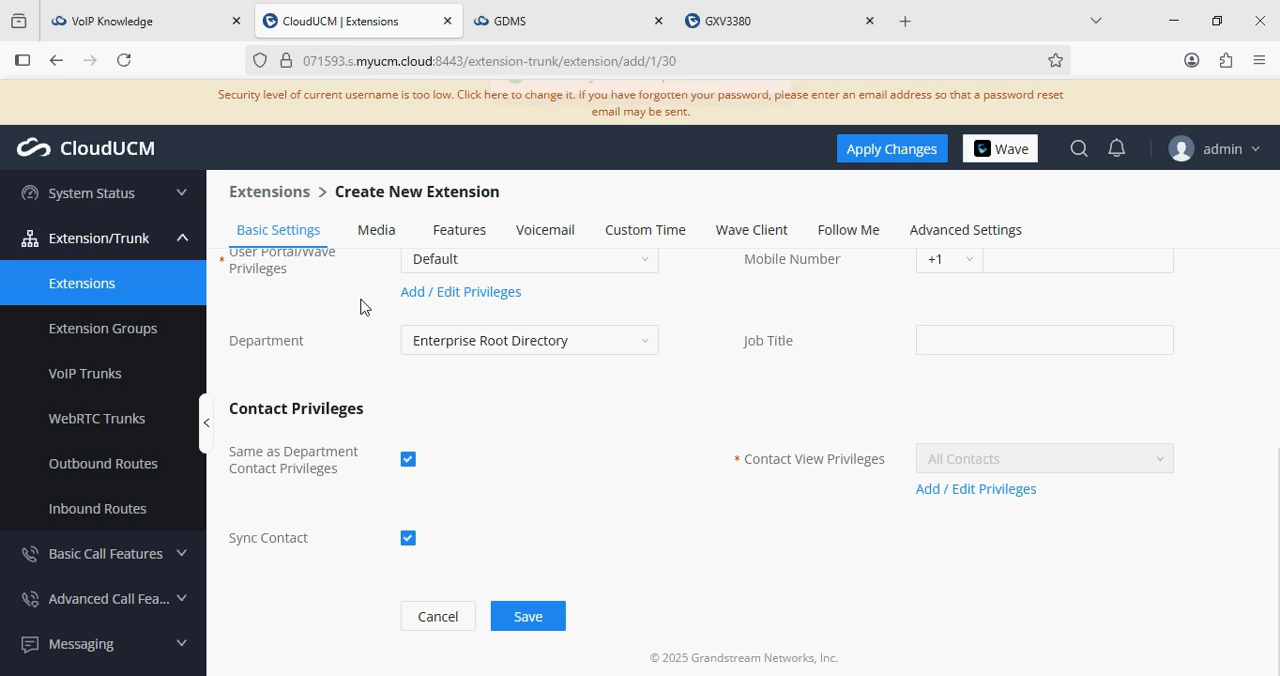 VoIP Knowledge
CloudUCM | Extensions
GDMS
GXV3380
071593.s.myucm.cloud:8443/extension-trunk/extension/add/1/30
Security level of current username is too low. Click here to change it. If you have forgotten your password, please enter an email address so that a password reset
email may be sent.
CloudUCM
Apply Changes
Wave
admin
System Status
Extension/Trunk
Extensions
Extension Groups
VoIP Trunks
WebRTC Trunks
Outbound Routes
Inbound Routes
Basic Call Features
Advanced Call Fea...
Messaging
Extensions > Create New Extension
Basic Settings
Media
Features
Voicemail
Custom Time
Wave Client
Follow Me
Advanced Settings
* User Portal/Wave
Privileges
Default
Add / Edit Privileges
Mobile Number
+1
Department
Enterprise Root Directory
Job Title
Contact Privileges
Same as Department
Contact Privileges
* Contact View Privileges
All Contacts
Add / Edit Privileges
Sync Contact
Cancel
Save
© 2025 Grandstream Networks, Inc.